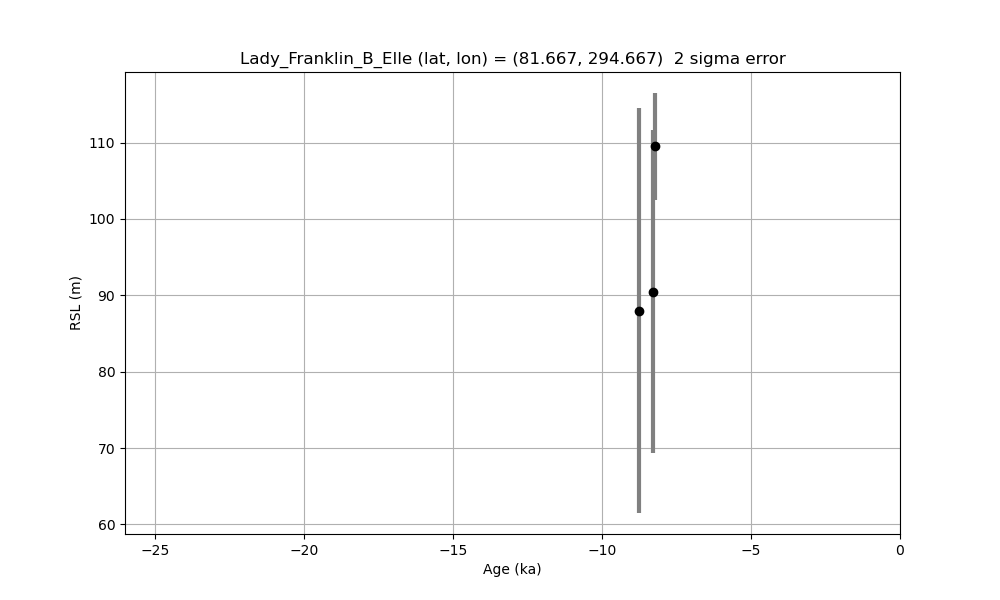 Lady_Franklin_B_Elle (lat, lon) = (81.667, 294.667)  2 sigma error
RSL (m)
110
100
90
80
70
60
−25 −20 −15 −10 −5 0
Age (ka)